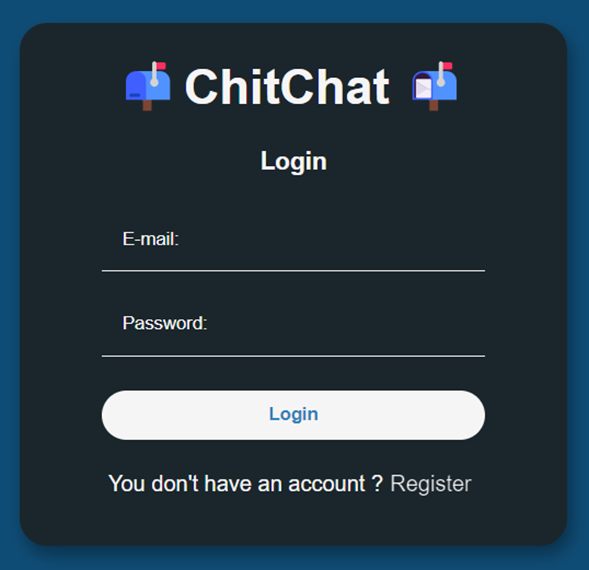 ChitChat
Login
E-mail:
Password:
Login
You don't have an account ? Register